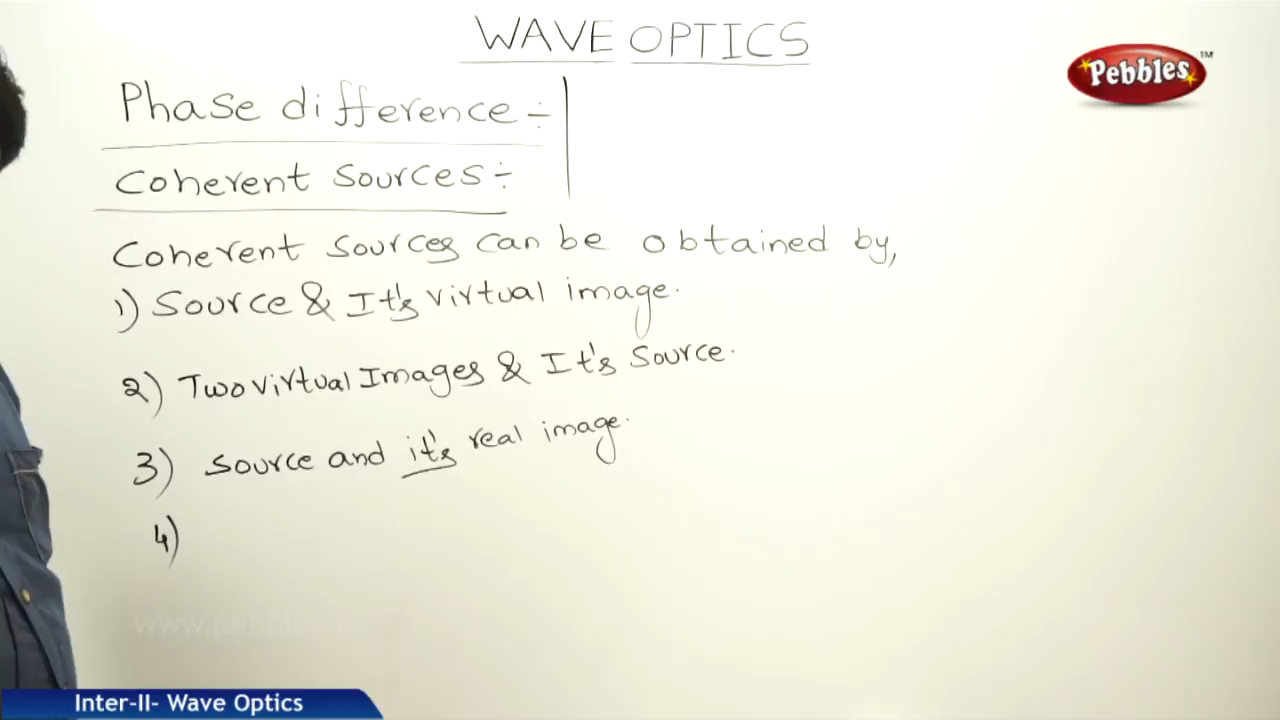 WAVE OPTICS
Pebbles™
Phase difference :-
Coherent Sources :-
Coherent sources can be obtained by,
1) Source & It's virtual image.
2) Two virtual Images & It's Source.
3) Source and it's real image.
4)
Inter-II- Wave Optics